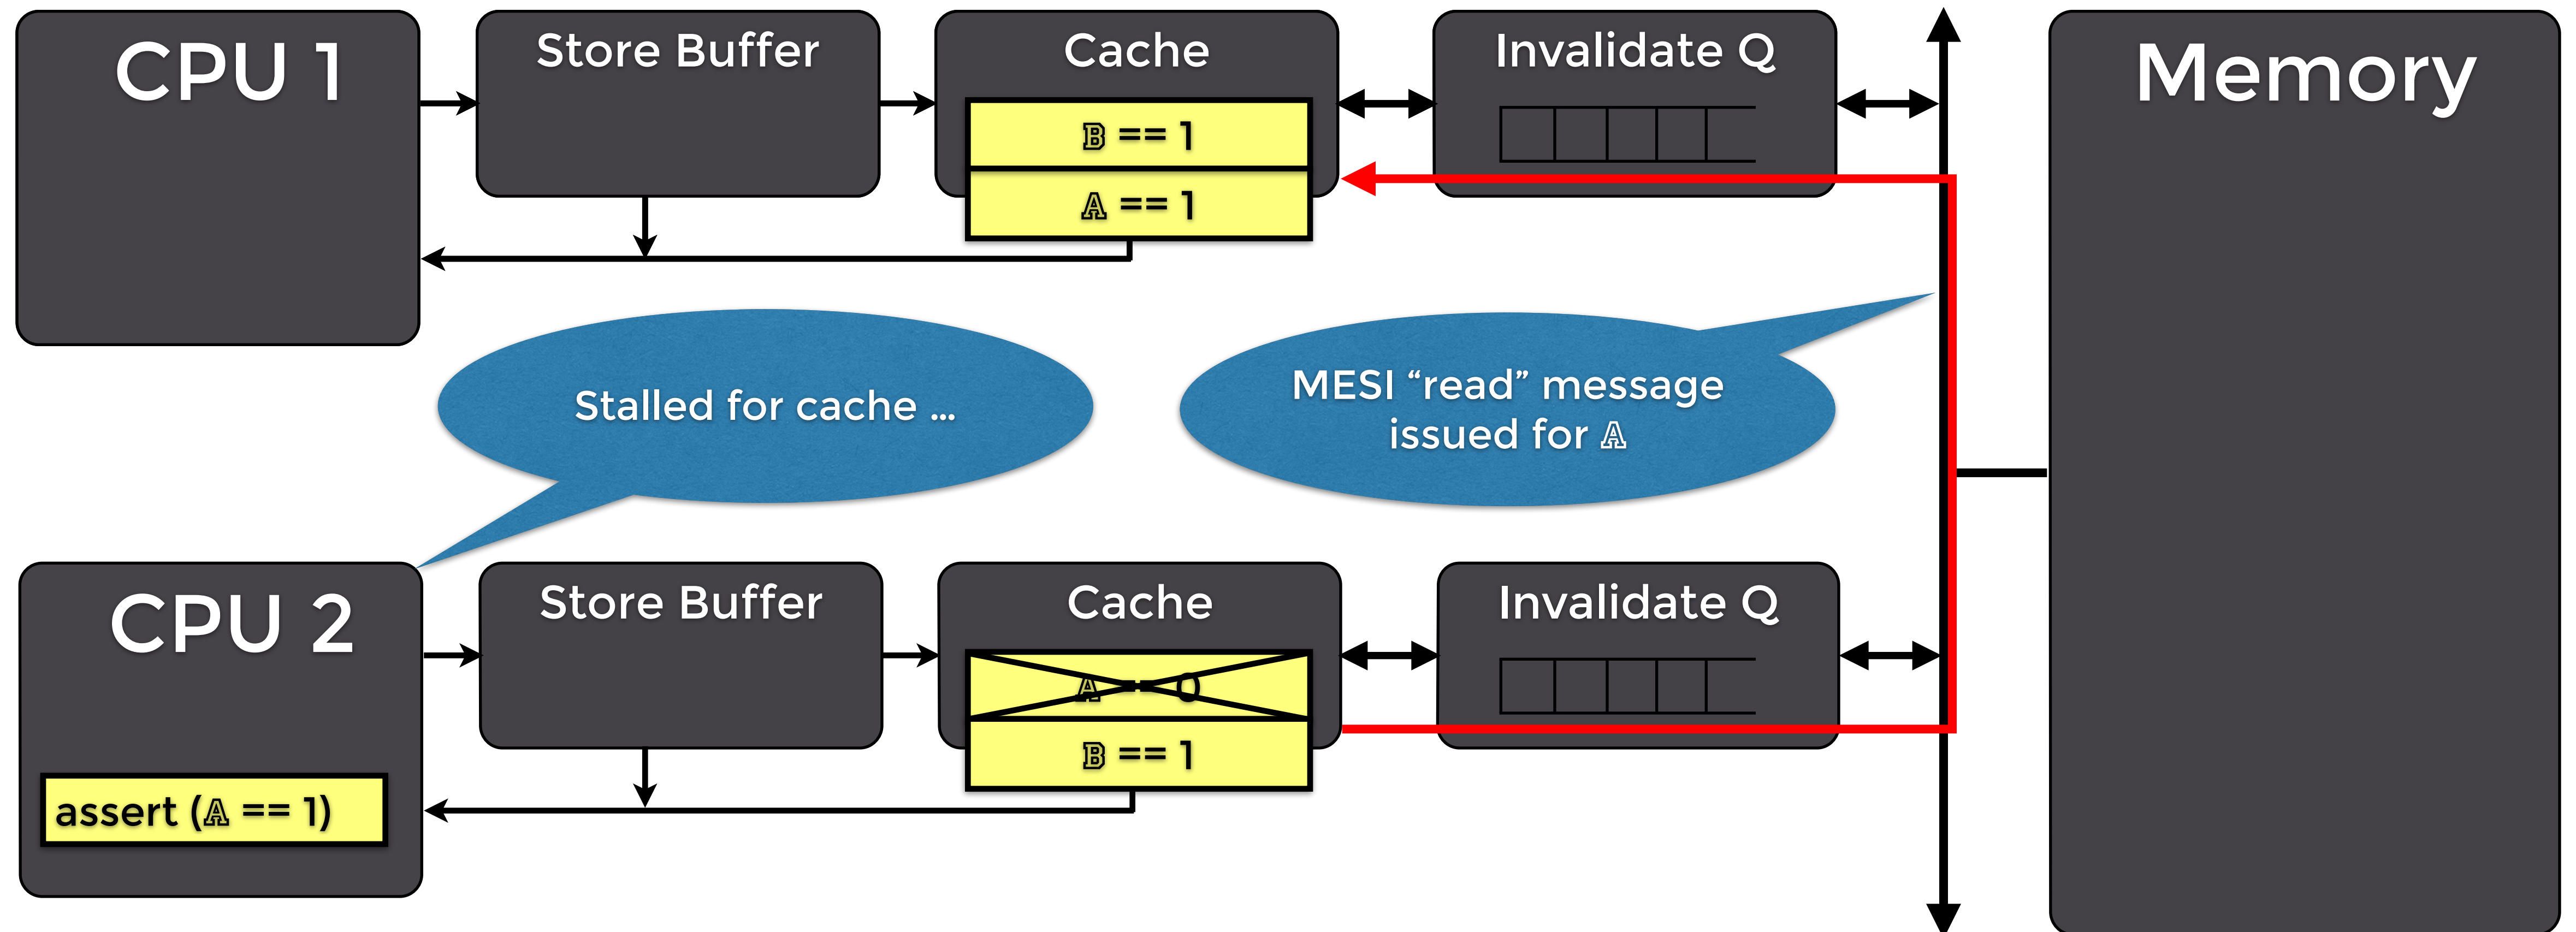 CPU 1
Store Buffer
Cache
Invalidate Q
Memory
𝔹 == 1
𝔸 == 1
Stalled for cache ...
MESI “read” message
issued for 𝔸
CPU 2
Store Buffer
Cache
Invalidate Q
𝔸 == 0
𝔹 == 1
assert (𝔸 == 1)